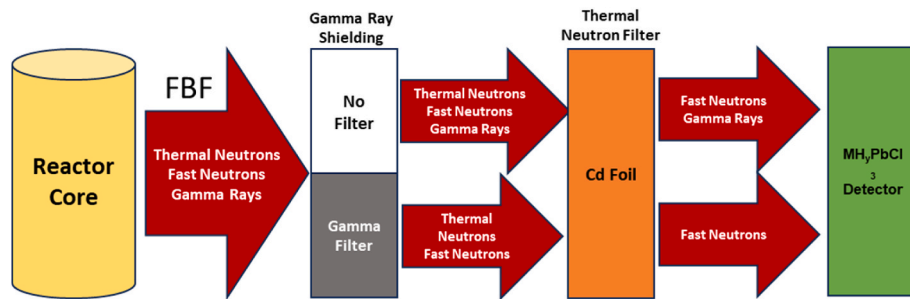 Reactor
Core
FBF
Thermal Neutrons
Fast Neutrons
Gamma Rays
Gamma Ray
Shielding
No
Filter
Gamma
Filter
Thermal Neutrons
Fast Neutrons
Gamma Rays
Thermal
Neutrons
Fast Neutrons
Thermal
Neutron Filter
Cd Foil
Fast Neutrons
Gamma Rays
Fast Neutrons
MHyPbCl
3
Detector